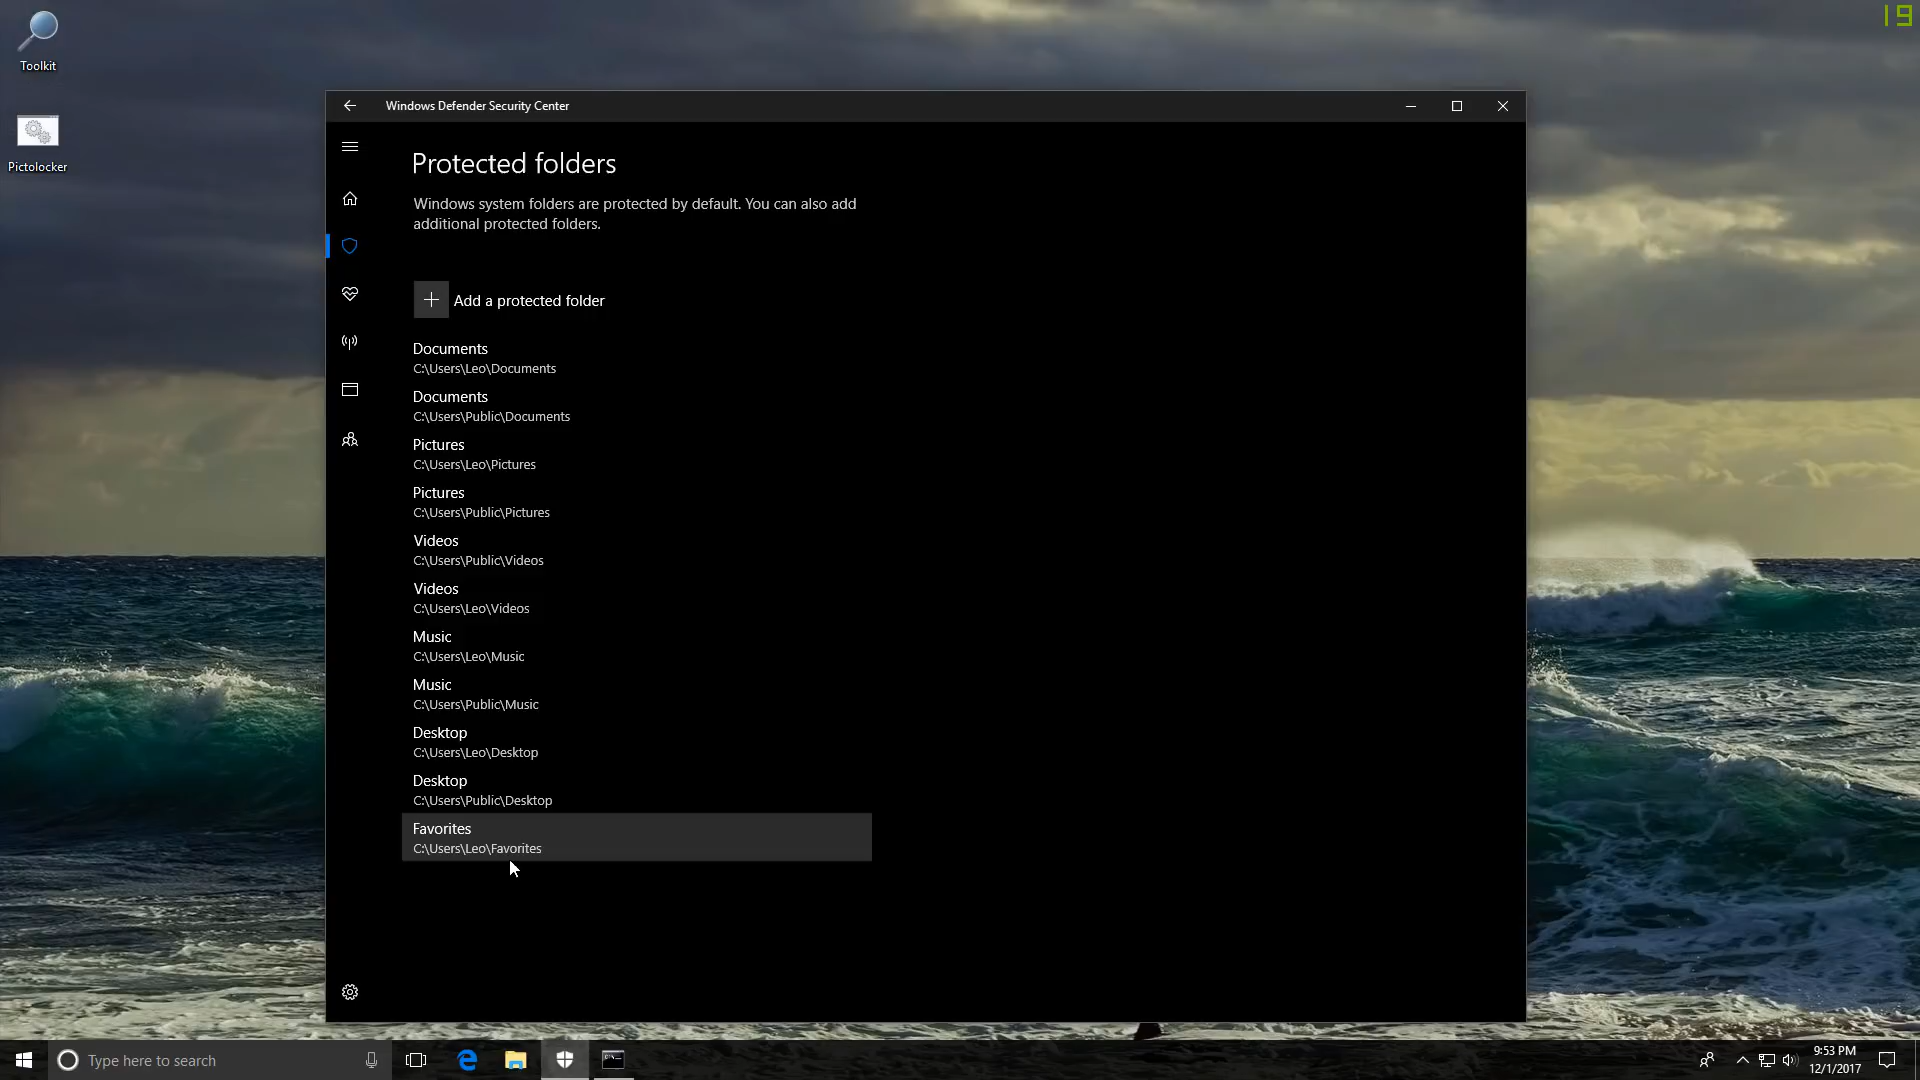 19
Toolkit
Pictolocker
Windows Defender Security Center
Protected folders
Windows system folders are protected by default. You can also add
additional protected folders.
Add a protected folder
Documents
C:\Users\Leo\Documents
Documents
C:\Users\Public\Documents
Pictures
C:\Users\Leo\Pictures
Pictures
C:\Users\Public\Pictures
Videos
C:\Users\Public\Videos
Videos
C:\Users\Leo\Videos
Music
C:\Users\Leo\Music
Music
C:\Users\Public\Music
Desktop
C:\Users\Leo\Desktop
Desktop
C:\Users\Public\Desktop
Favorites
C:\Users\Leo\Favorites
Type here to search
9:53 PM
12/1/2017